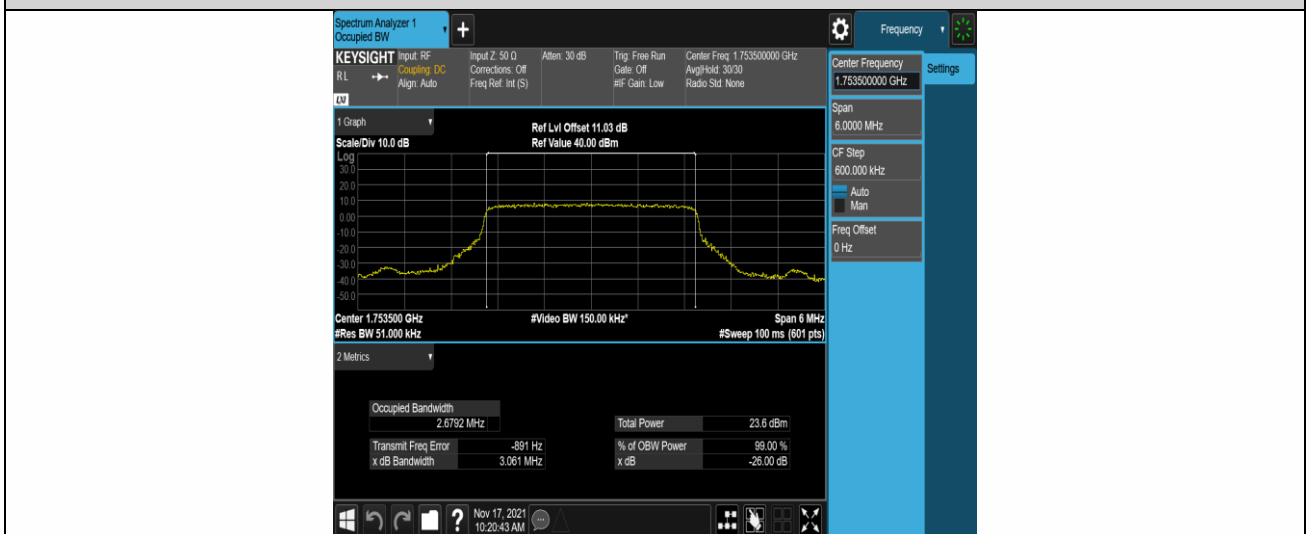 Spectrum Analyzer 1
Occupied BW
+
Frequency
KEYSIGHT
RL
LXI
Input: RF
Coupling: DC
Align: Auto
Input Z: 50 Ω
Corrections: Off
Freq Ref: Int (S)
Atten: 30 dB
Trig: Free Run
Gate: Off
#IF Gain: Low
Center Freq: 1.753500000 GHz
Avg|Hold: 30/30
Radio Std: None
Center Frequency
1.753500000 GHz
Settings
Span
6.0000 MHz
CF Step
600.000 kHz
Auto
Man
Freq Offset
0 Hz
1 Graph
Scale/Div 10.0 dB
Ref Lvl Offset 11.03 dB
Ref Value 40.00 dBm
Log
30.0
20.0
10.0
0.00
-10.0
-20.0
-30.0
-40.0
-50.0
Center 1.753500 GHz
#Video BW 150.00 kHz*
Span 6 MHz
#Res BW 51.000 kHz
#Sweep 100 ms (601 pts)
2 Metrics
Occupied Bandwidth
2.6792 MHz
Total Power 23.6 dBm
Transmit Freq Error -891 Hz
% of OBW Power 99.00 %
x dB Bandwidth 3.061 MHz
x dB -26.00 dB
?
Nov 17, 2021
10:20:43 AM